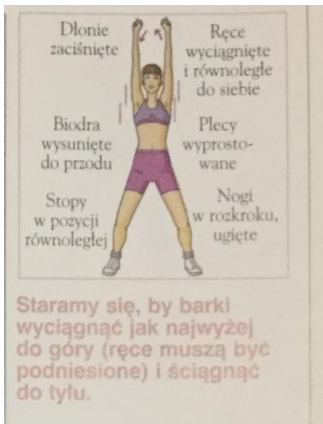 Dłonie
zaciśnięte
Ręce
wyciągnięte
i równoległe
do siebie
Biodra
wysunięte
do przodu
Plecy
wyprosto-
wane
Stopy
w pozycji
równoległej
Nogi
w rozkroku,
ugięte
Staramy się, by barki
wyciągnąć jak najwyżej
do góry (ręce muszą być
podniesione) i ściągnąć
do tyłu.